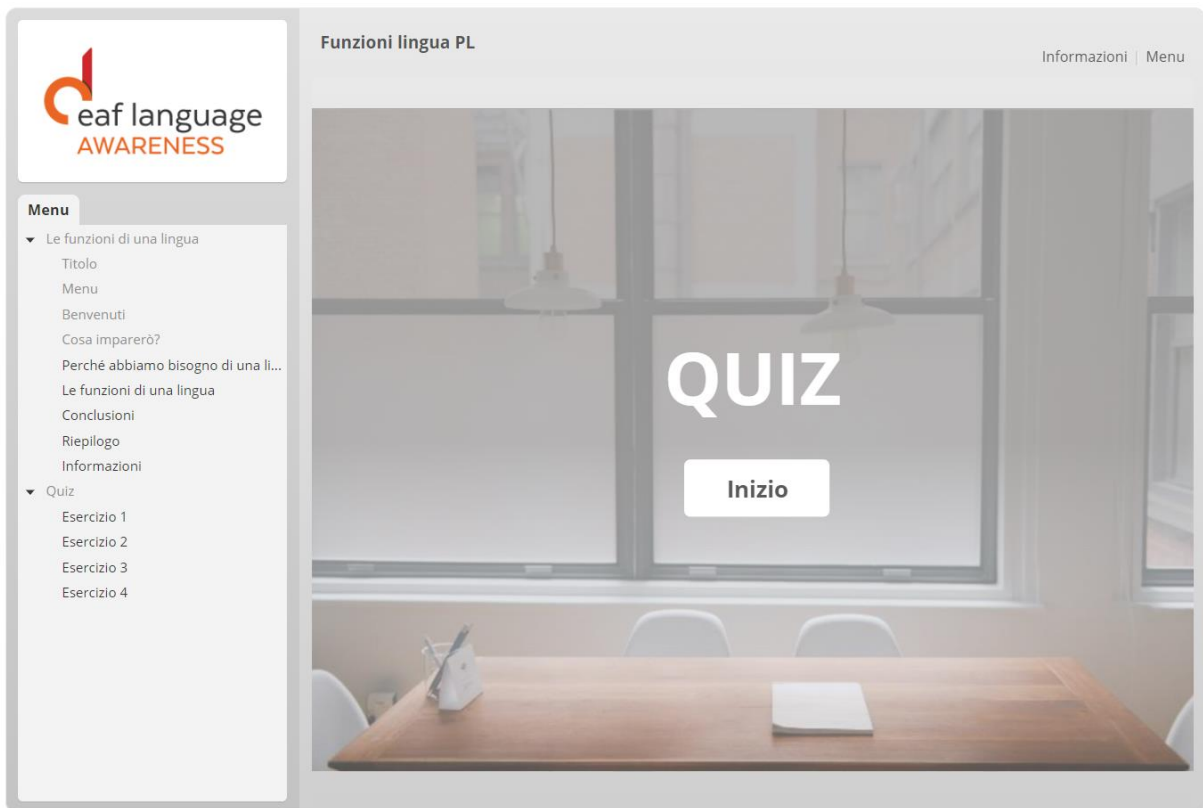 deaf language
AWARENESS
Menu
Le funzioni di una lingua
Titolo
Menu
Benvenuti
Cosa imparerò?
Perché abbiamo bisogno di una li...
Le funzioni di una lingua
Conclusioni
Riepilogo
Informazioni
Quiz
Esercizio 1
Esercizio 2
Esercizio 3
Esercizio 4
Funzioni lingua PL
Informazioni | Menu
QUIZ
Inizio